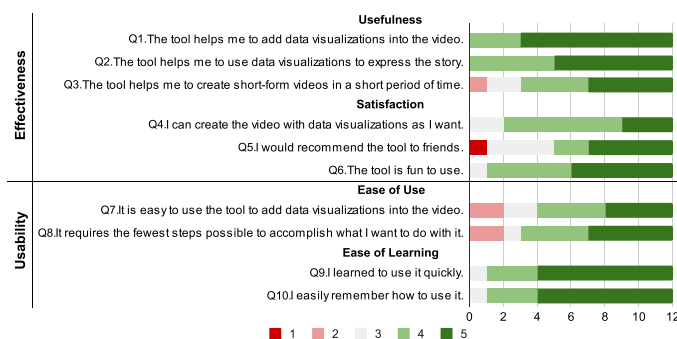 Effectiveness
Usefulness
Q1.The tool helps me to add data visualizations into the video.
Q2.The tool helps me to use data visualizations to express the story.
Q3.The tool helps me to create short-form videos in a short period of time.
Satisfaction
Q4.I can create the video with data visualizations as I want.
Q5.I would recommend the tool to friends.
Q6.The tool is fun to use.
Usability
Ease of Use
Q7.It is easy to use the tool to add data visualizations into the video.
Q8.It requires the fewest steps possible to accomplish what I want to do with it.
Ease of Learning
Q9.I learned to use it quickly.
Q10.I easily remember how to use it.
0 2 4 6 8 10 12
1 2 3 4 5